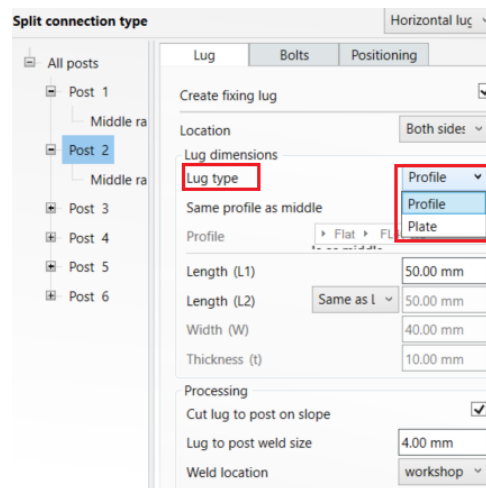 Split connection type
Horizontal lug
All posts
Post 1
Middle ra
Post 2
Middle ra
Post 3
Post 4
Post 5
Post 6
Lug Bolts Positioning
Create fixing lug
Location Both sides
Lug dimensions
Lug type Profile
Profile
Plate
Same profile as middle
Profile Flat FL
Length (L1) 50.00 mm
Length (L2) Same as L 50.00 mm
Width (W) 40.00 mm
Thickness (t) 10.00 mm
Processing
Cut lug to post on slope
Lug to post weld size 4.00 mm
Weld location workshop